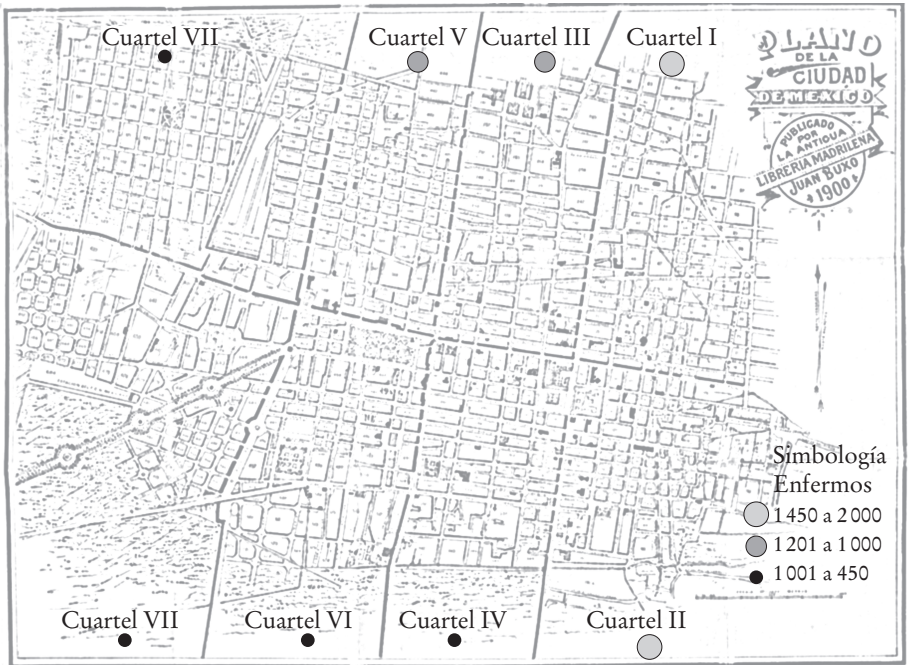 Cuartel VII
Cuartel V
Cuartel III
Cuartel I
PLANO
DE LA
CIUDAD
DE MEXICO
PUBLICADO
POR
LA ANTIGUA
LIBRERIA MADRILEÑA
JUAN BUXO
1900
Simbología
Enfermos
1 450 a 2 000
1 201 a 1 000
1 001 a 450
Cuartel VII
Cuartel VI
Cuartel IV
Cuartel II